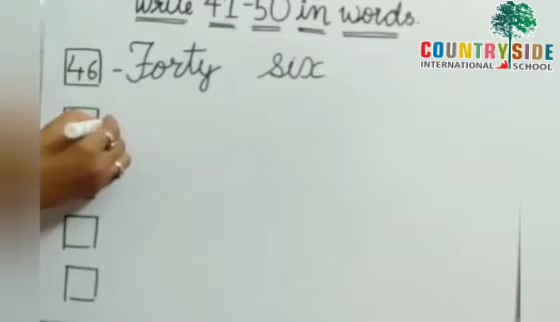 write 41-50 in words.
46 - Forty six
COUNTRYSIDE
INTERNATIONAL SCHOOL